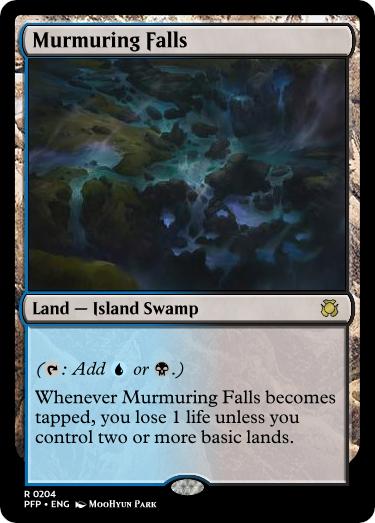 Murmuring Falls
Land — Island Swamp
(: Add or .)
Whenever Murmuring Falls becomes
tapped, you lose 1 life unless you
control two or more basic lands.
R 0204
PFP • ENG MooHyun Park